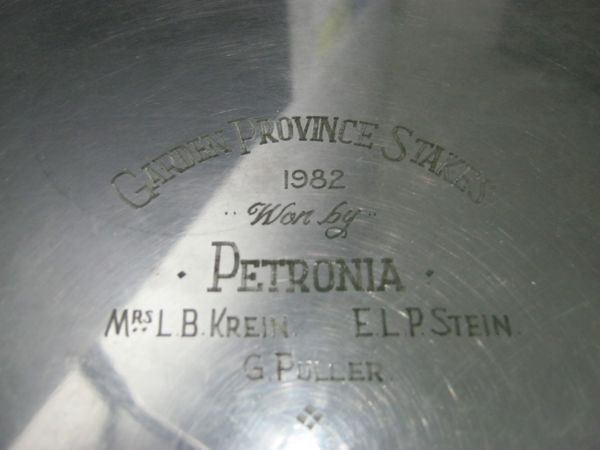 GARDEN PROVINCE STAKES
1982
"Won by"
· PETRONIA ·
MRS L.B. KREIN. E.L.P. STEIN.
G. PULLER